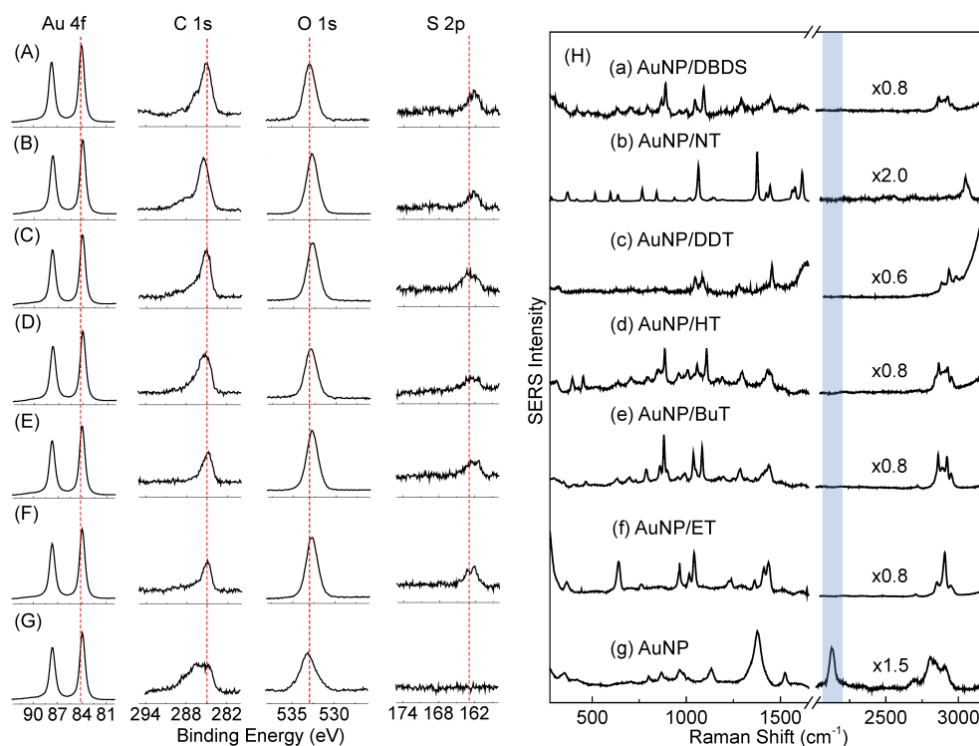 Au 4f C 1s O 1s S 2p
(A)
(B)
(C)
(D)
(E)
(F)
(G)
90 87 84 81 294 288 282 535 530 174 168 162
Binding Energy (eV)
(H)
(a) AuNP/DBDS x0.8
(b) AuNP/NT x2.0
(c) AuNP/DDT x0.6
(d) AuNP/HT x0.8
(e) AuNP/BuT x0.8
(f) AuNP/ET x0.8
(g) AuNP x1.5
SERS Intensity
500 1000 1500 2500 3000
Raman Shift (cm⁻¹)